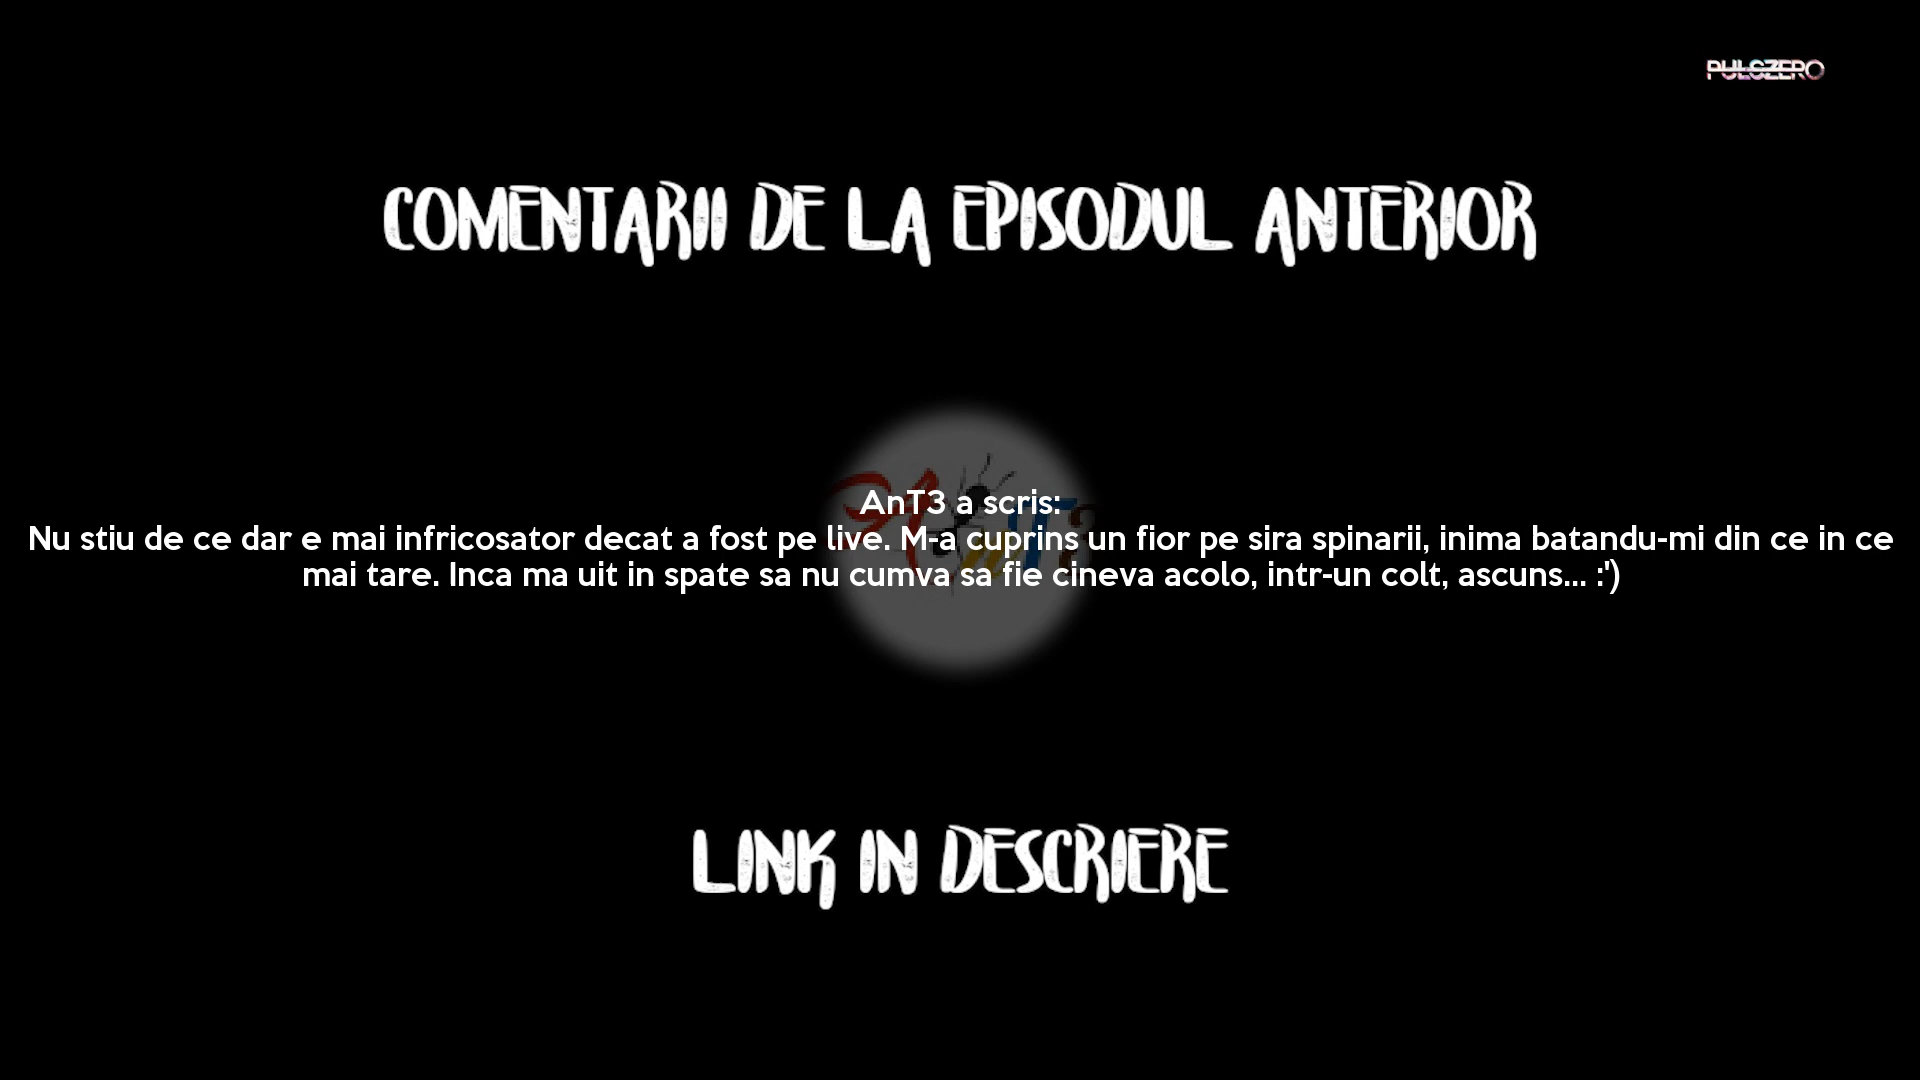 PULSZERO
COMENTARII DE LA EPISODUL ANTERIOR
AnT3 a scris:
Nu stiu de ce dar e mai infricosator decat a fost pe live. M-a cuprins un fior pe sira spinarii, inima batandu-mi din ce in ce
mai tare. Inca ma uit in spate sa nu cumva sa fie cineva acolo, intr-un colt, ascuns... :')
LINK IN DESCRIERE